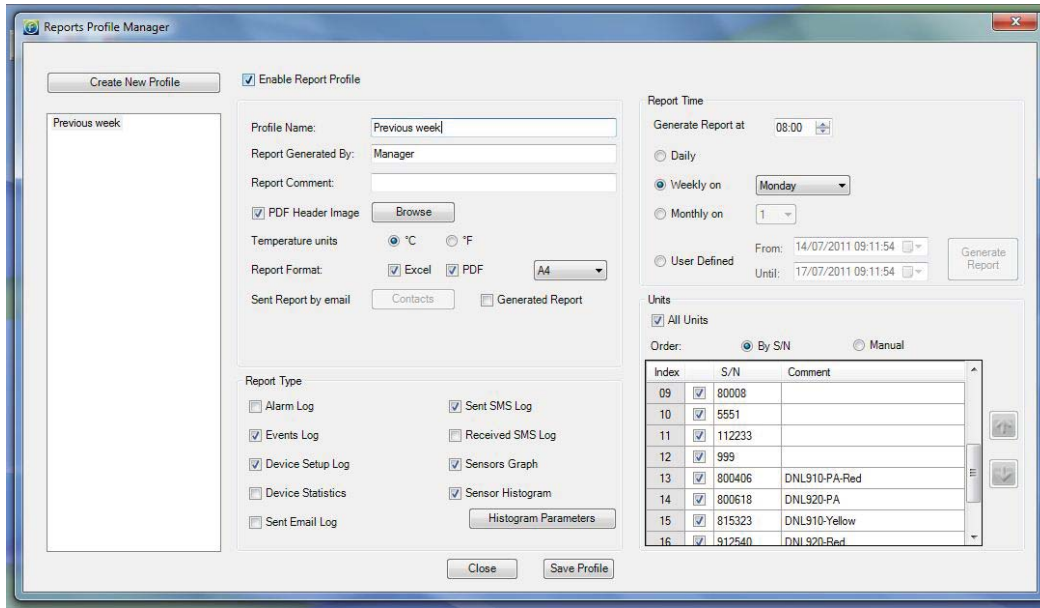 Reports Profile Manager
Create New Profile
Previous week
Enable Report Profile
Profile Name: Previous week
Report Generated By: Manager
Report Comment:
PDF Header Image Browse
Temperature units °C °F
Report Format: Excel PDF A4
Sent Report by email Contacts Generated Report
Report Type
Alarm Log Sent SMS Log
Events Log Received SMS Log
Device Setup Log Sensors Graph
Device Statistics Sensor Histogram
Sent Email Log Histogram Parameters
Report Time
Generate Report at 08:00
Daily
Weekly on Monday
Monthly on 1
User Defined
From: 14/07/2011 09:11:54
Until: 17/07/2011 09:11:54
Generate
Report
Units
All Units
Order: By S/N Manual
Index S/N Comment
09 80008
10 5551
11 112233
12 999
13 800406 DNL910-PA-Red
14 800618 DNL920-PA
15 815323 DNL910-Yellow
16 912540 DNL920-Red
Close Save Profile